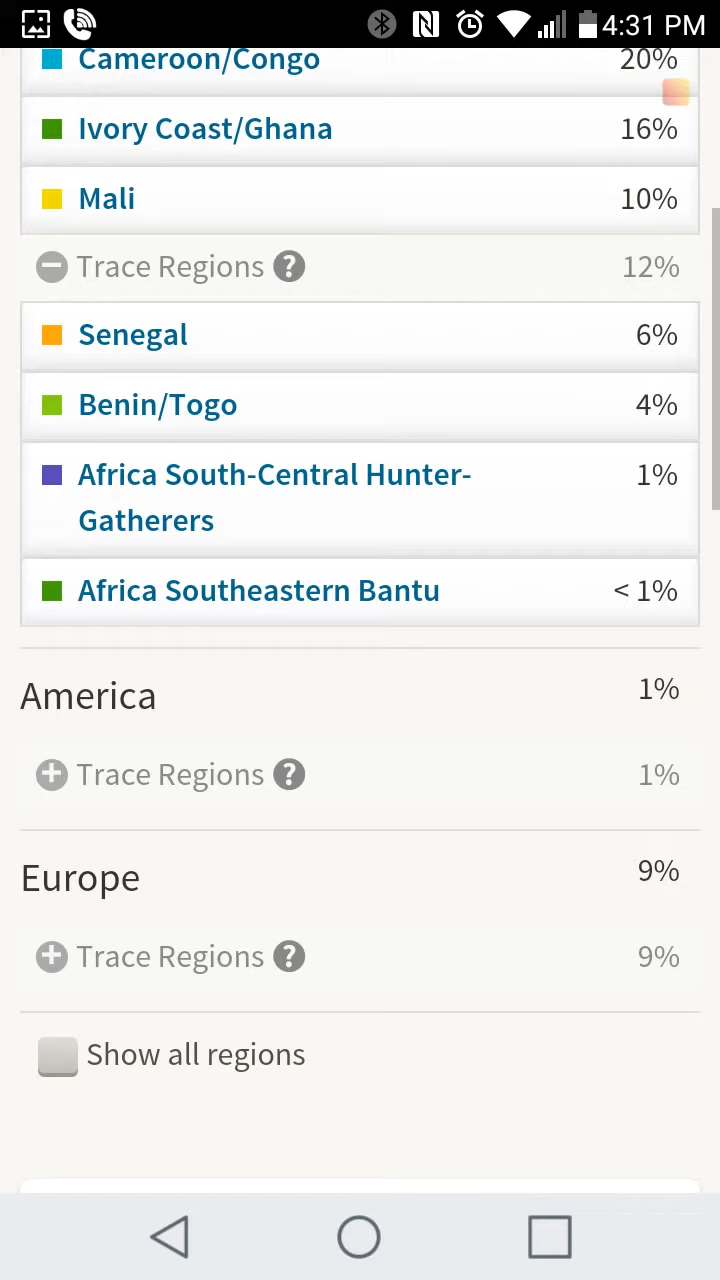 4:31 PM
Cameroon/Congo 20%
Ivory Coast/Ghana 16%
Mali 10%
Trace Regions ? 12%
Senegal 6%
Benin/Togo 4%
Africa South-Central Hunter- 1%
Gatherers
Africa Southeastern Bantu < 1%
America 1%
Trace Regions ? 1%
Europe 9%
Trace Regions ? 9%
Show all regions